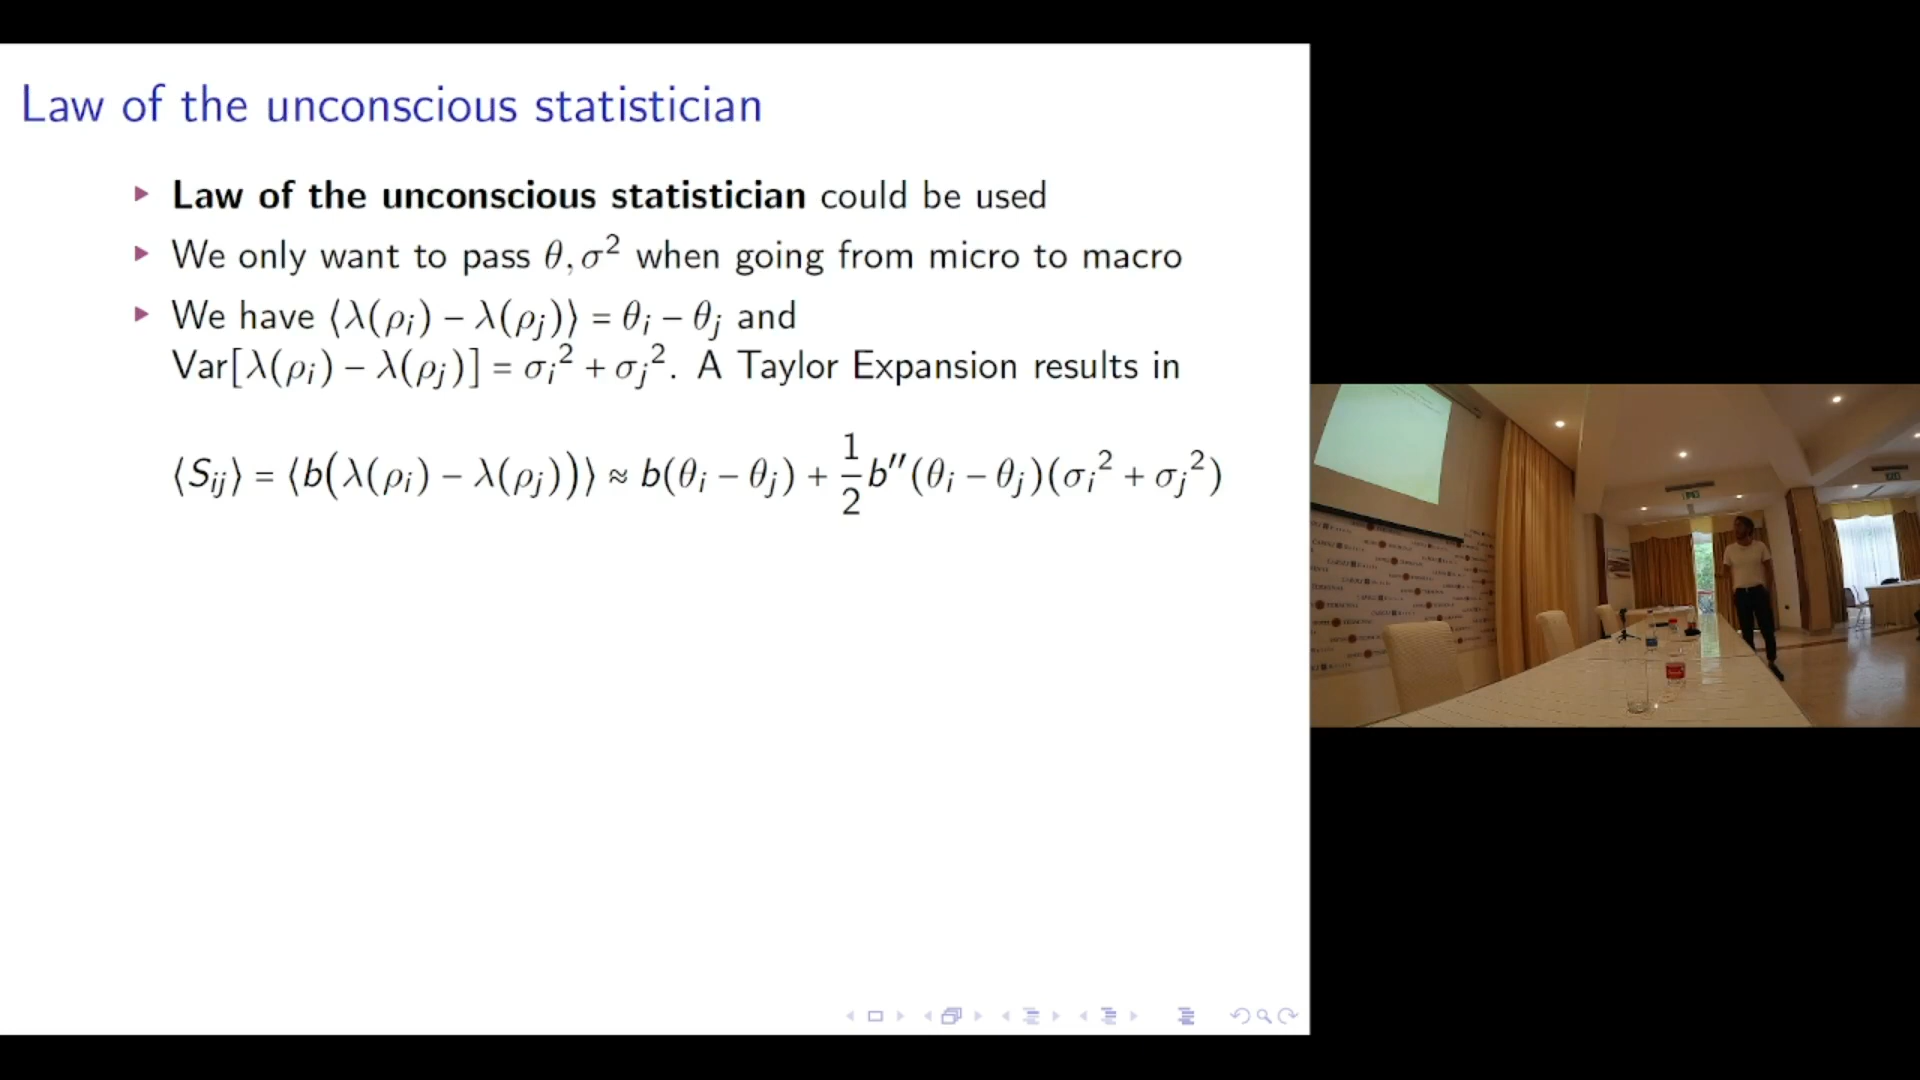 Law of the unconscious statistician
▸ Law of the unconscious statistician could be used
▸ We only want to pass θ, σ² when going from micro to macro
▸ We have ⟨λ(ρᵢ) − λ(ρⱼ)⟩ = θᵢ − θⱼ and
Var[λ(ρᵢ) − λ(ρⱼ)] = σᵢ² + σⱼ². A Taylor Expansion results in
⟨Sᵢⱼ⟩ = ⟨b(λ(ρᵢ) − λ(ρⱼ))⟩ ≈ b(θᵢ − θⱼ) + ½b″(θᵢ − θⱼ)(σᵢ² + σⱼ²)